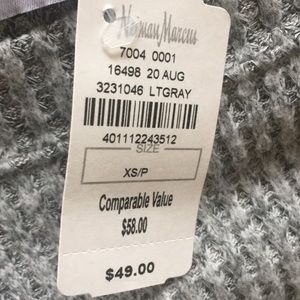 Neiman Marcus
7004 0001
16498 20 AUG
3231046 LTGRAY
401112243512
SIZE
XS/P
Comparable Value
$58.00
$49.00